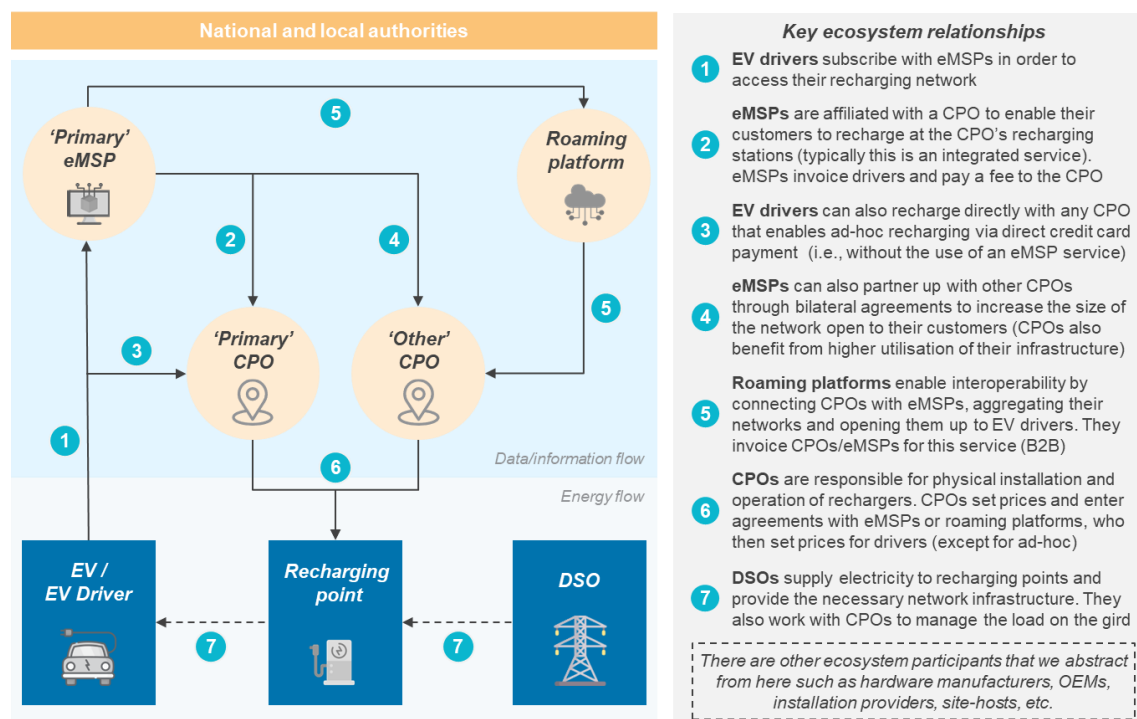 National and local authorities
'Primary'
eMSP
5
Roaming
platform
2
4
5
3
'Primary'
CPO
'Other'
CPO
1
6
Data/information flow
Energy flow
EV /
EV Driver
Recharging
point
DSO
7
7
Key ecosystem relationships
1
EV drivers subscribe with eMSPs in order to
access their recharging network
2
eMSPs are affiliated with a CPO to enable their
customers to recharge at the CPO's recharging
stations (typically this is an integrated service).
eMSPs invoice drivers and pay a fee to the CPO
3
EV drivers can also recharge directly with any CPO
that enables ad-hoc recharging via direct credit card
payment (i.e., without the use of an eMSP service)
4
eMSPs can also partner up with other CPOs
through bilateral agreements to increase the size of
the network open to their customers (CPOs also
benefit from higher utilisation of their infrastructure)
5
Roaming platforms enable interoperability by
connecting CPOs with eMSPs, aggregating their
networks and opening them up to EV drivers. They
invoice CPOs/eMSPs for this service (B2B)
6
CPOs are responsible for physical installation and
operation of rechargers. CPOs set prices and enter
agreements with eMSPs or roaming platforms, who
then set prices for drivers (except for ad-hoc)
7
DSOs supply electricity to recharging points and
provide the necessary network infrastructure. They
also work with CPOs to manage the load on the gird
There are other ecosystem participants that we abstract
from here such as hardware manufacturers, OEMs,
installation providers, site-hosts, etc.